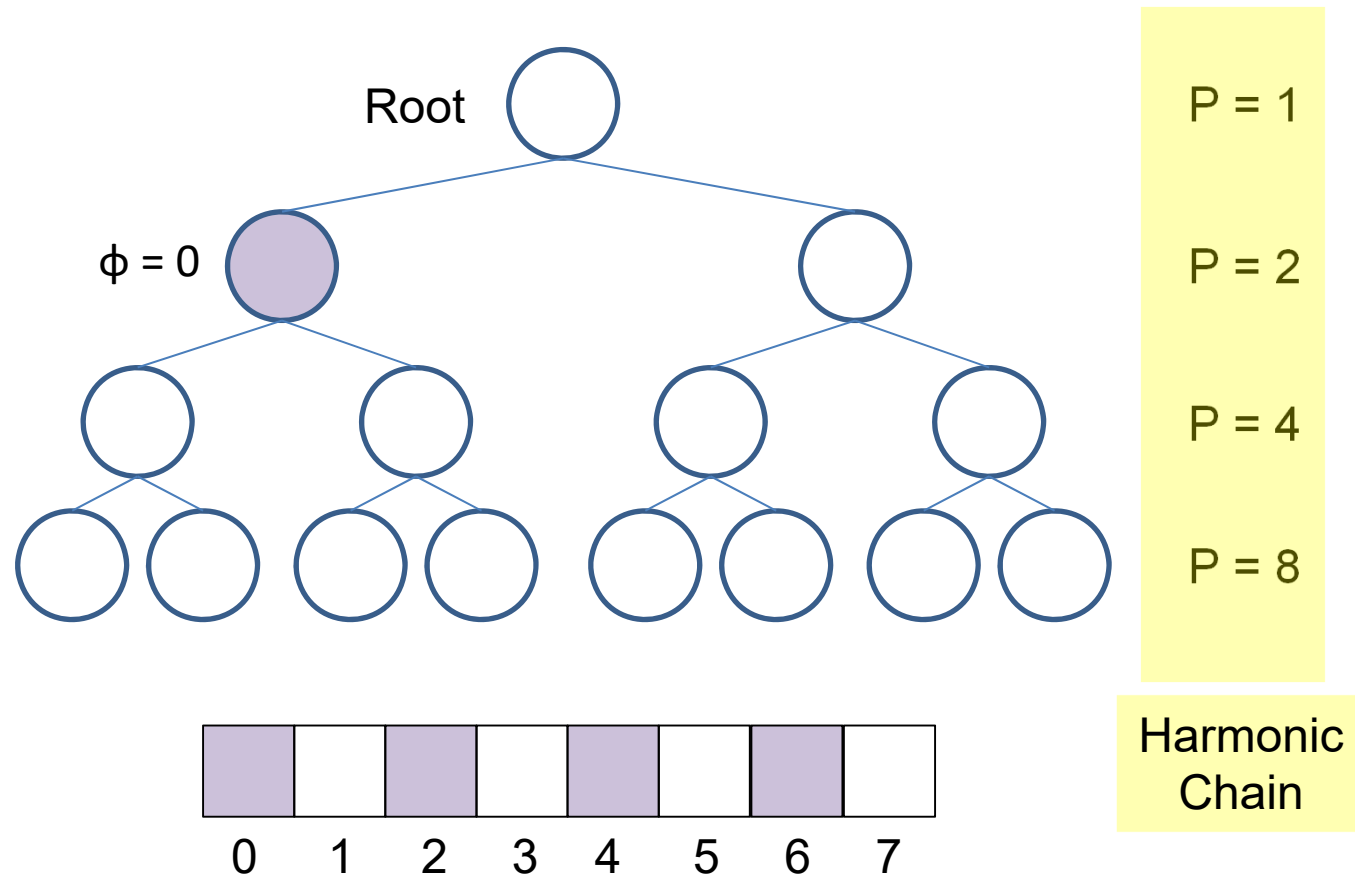 Root
P = 1
ϕ = 0
P = 2
P = 4
P = 8
Harmonic
Chain
0 1 2 3 4 5 6 7